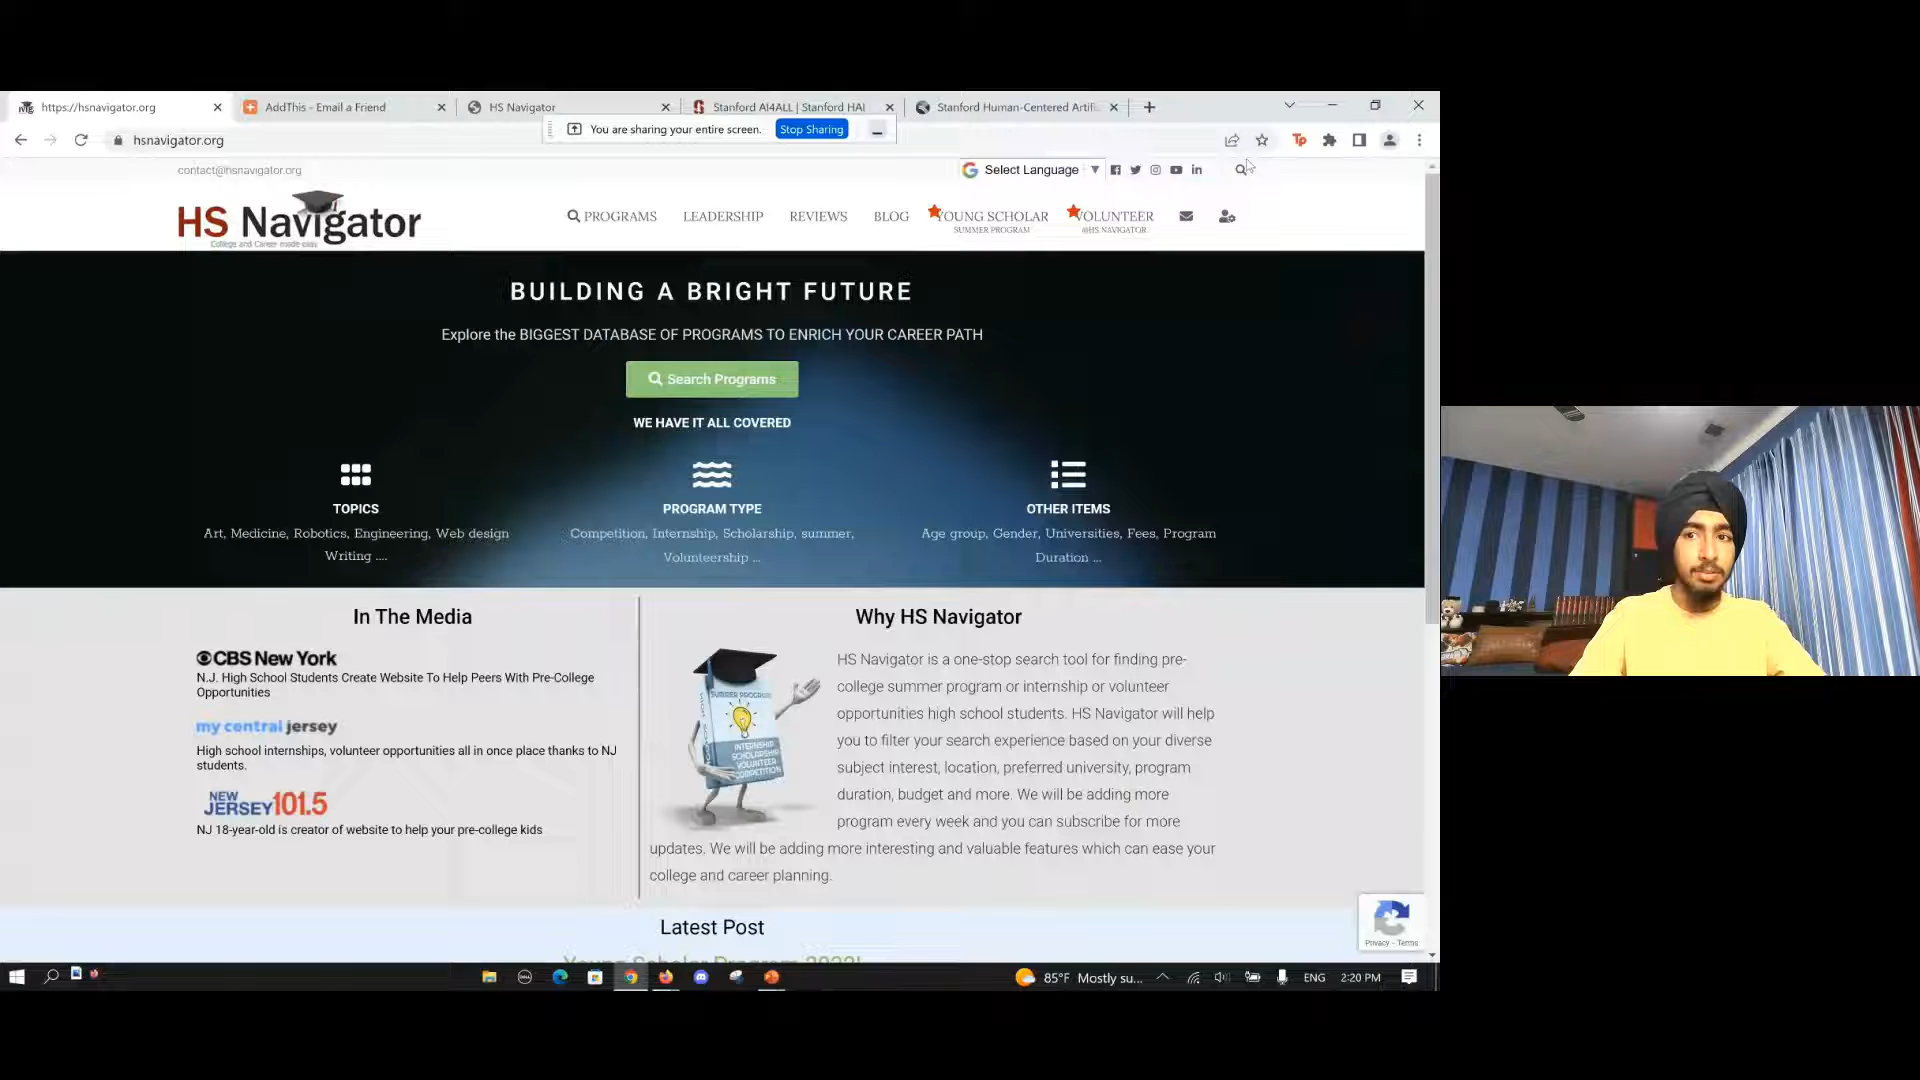 https://hsnavigator.org
AddThis - Email a Friend
HS Navigator
Stanford AI4ALL | Stanford HAI
Stanford Human-Centered Artifi
You are sharing your entire screen.
Stop Sharing
hsnavigator.org
contact@hsnavigator.org
Select Language
HS Navigator
College and Career made easy
PROGRAMS
LEADERSHIP
REVIEWS
BLOG
YOUNG SCHOLAR
SUMMER PROGRAM
VOLUNTEER
@HS NAVIGATOR
BUILDING A BRIGHT FUTURE
Explore the BIGGEST DATABASE OF PROGRAMS TO ENRICH YOUR CAREER PATH
Search Programs
WE HAVE IT ALL COVERED
TOPICS
Art, Medicine, Robotics, Engineering, Web design
Writing ....
PROGRAM TYPE
Competition, Internship, Scholarship, summer,
Volunteership ...
OTHER ITEMS
Age group, Gender, Universities, Fees, Program
Duration ...
In The Media
CBS New York
N.J. High School Students Create Website To Help Peers With Pre-College
Opportunities
my central jersey
High school internships, volunteer opportunities all in once place thanks to NJ
students.
NEW
JERSEY 101.5
NJ 18-year-old is creator of website to help your pre-college kids
Why HS Navigator
SUMMER PROGRAM
INTERNSHIP
SCHOLARSHIP
VOLUNTEER
COMPETITION
HS Navigator is a one-stop search tool for finding pre-
college summer program or internship or volunteer
opportunities high school students. HS Navigator will help
you to filter your search experience based on your diverse
subject interest, location, preferred university, program
duration, budget and more. We will be adding more
program every week and you can subscribe for more
updates. We will be adding more interesting and valuable features which can ease your
college and career planning.
Latest Post
Young Scholar Program 2022!
Privacy - Terms
85°F Mostly su...
ENG
2:20 PM